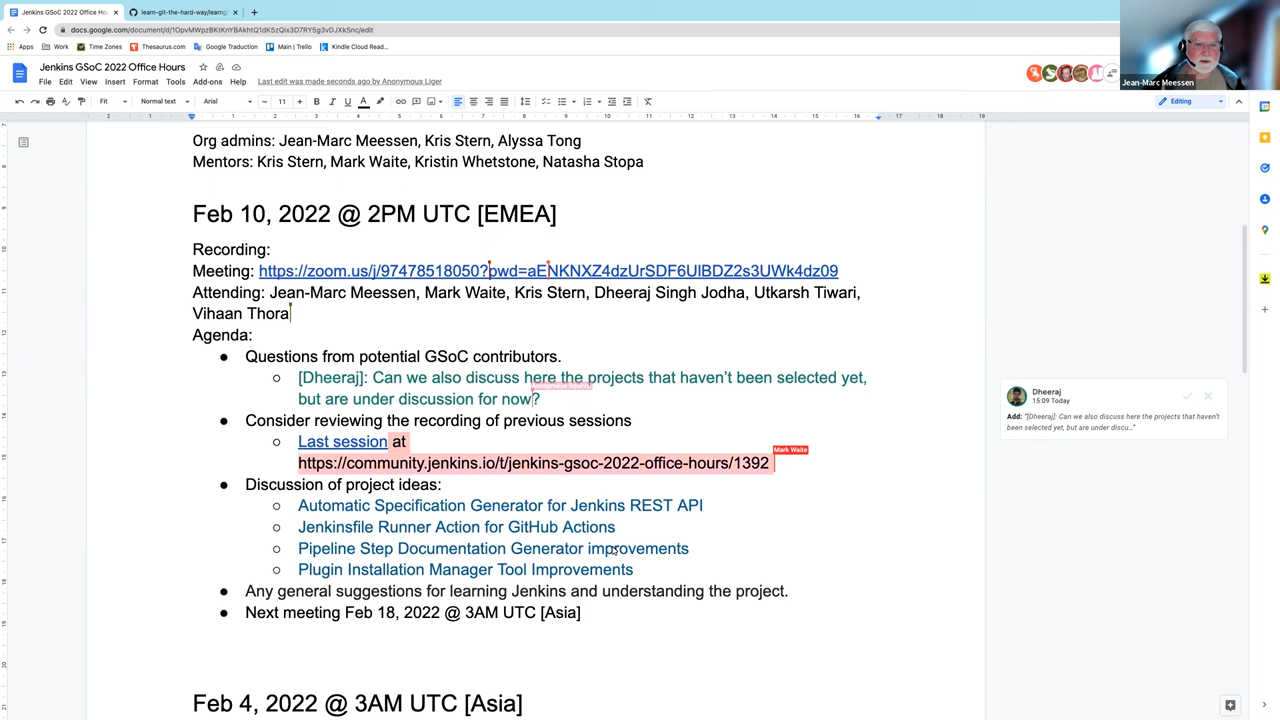 Jenkins GSoC 2022 Office Hou
learn-git-the-hard-way/learng
docs.google.com/document/d/1OpvMWpzBKtKnYBAkhtQ1dK5zQix3D7RY5g3vDJXkSnc/edit
Apps Work Time Zones Thesaurus.com Google Traduction Main | Trello Kindle Cloud Read...
Jean-Marc Meessen
Jenkins GSoC 2022 Office Hours
File Edit View Insert Format Tools Add-ons Help Last edit was made seconds ago by Anonymous Liger
Fit Normal text Arial 11 Editing
Org admins: Jean-Marc Meessen, Kris Stern, Alyssa Tong
Mentors: Kris Stern, Mark Waite, Kristin Whetstone, Natasha Stopa
Feb 10, 2022 @ 2PM UTC [EMEA]
Recording:
Meeting: https://zoom.us/j/97478518050?pwd=aENKNXZ4dzUrSDF6UlBDZ2s3UWk4dz09
Attending: Jean-Marc Meessen, Mark Waite, Kris Stern, Dheeraj Singh Jodha, Utkarsh Tiwari,
Vihaan Thora
Agenda:
● Questions from potential GSoC contributors.
○ [Dheeraj]: Can we also discuss here the projects that haven't been selected yet,
but are under discussion for now?
● Consider reviewing the recording of previous sessions
○ Last session at
https://community.jenkins.io/t/jenkins-gsoc-2022-office-hours/1392
Mark Waite
● Discussion of project ideas:
○ Automatic Specification Generator for Jenkins REST API
○ Jenkinsfile Runner Action for GitHub Actions
○ Pipeline Step Documentation Generator improvements
○ Plugin Installation Manager Tool Improvements
● Any general suggestions for learning Jenkins and understanding the project.
● Next meeting Feb 18, 2022 @ 3AM UTC [Asia]
Feb 4, 2022 @ 3AM UTC [Asia]
Dheeraj
15:09 Today
Add: "[Dheeraj]: Can we also discuss here the projects that haven't
been selected yet, but are under discu..."